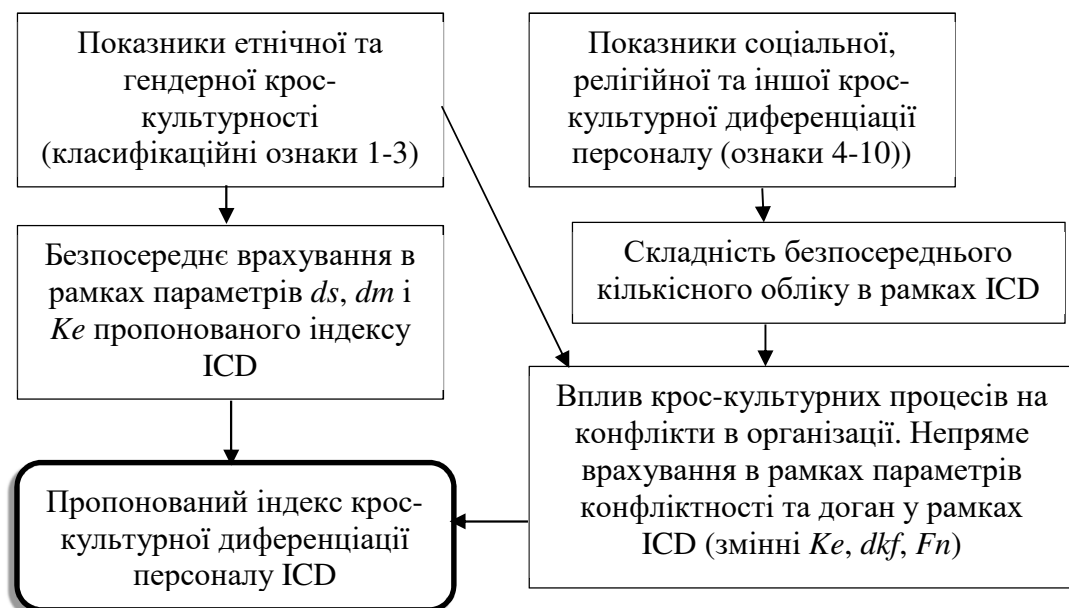 Показники етнічної та
гендерної крос-
культурності
(класифікаційні ознаки 1-3)
Показники соціальної,
релігійної та іншої крос-
культурної диференціації
персоналу (ознаки 4-10))
Безпосереднє врахування в
рамках параметрів ds, dm і
Ke пропонованого індексу
ICD
Складність безпосереднього
кількісного обліку в рамках ICD
Вплив крос-культурних процесів на
конфлікти в організації. Непряме
врахування в рамках параметрів
конфліктності та доган у рамках
ICD (змінні Ke, dkf, Fn)
Пропонований індекс крос-
культурної диференціації
персоналу ICD